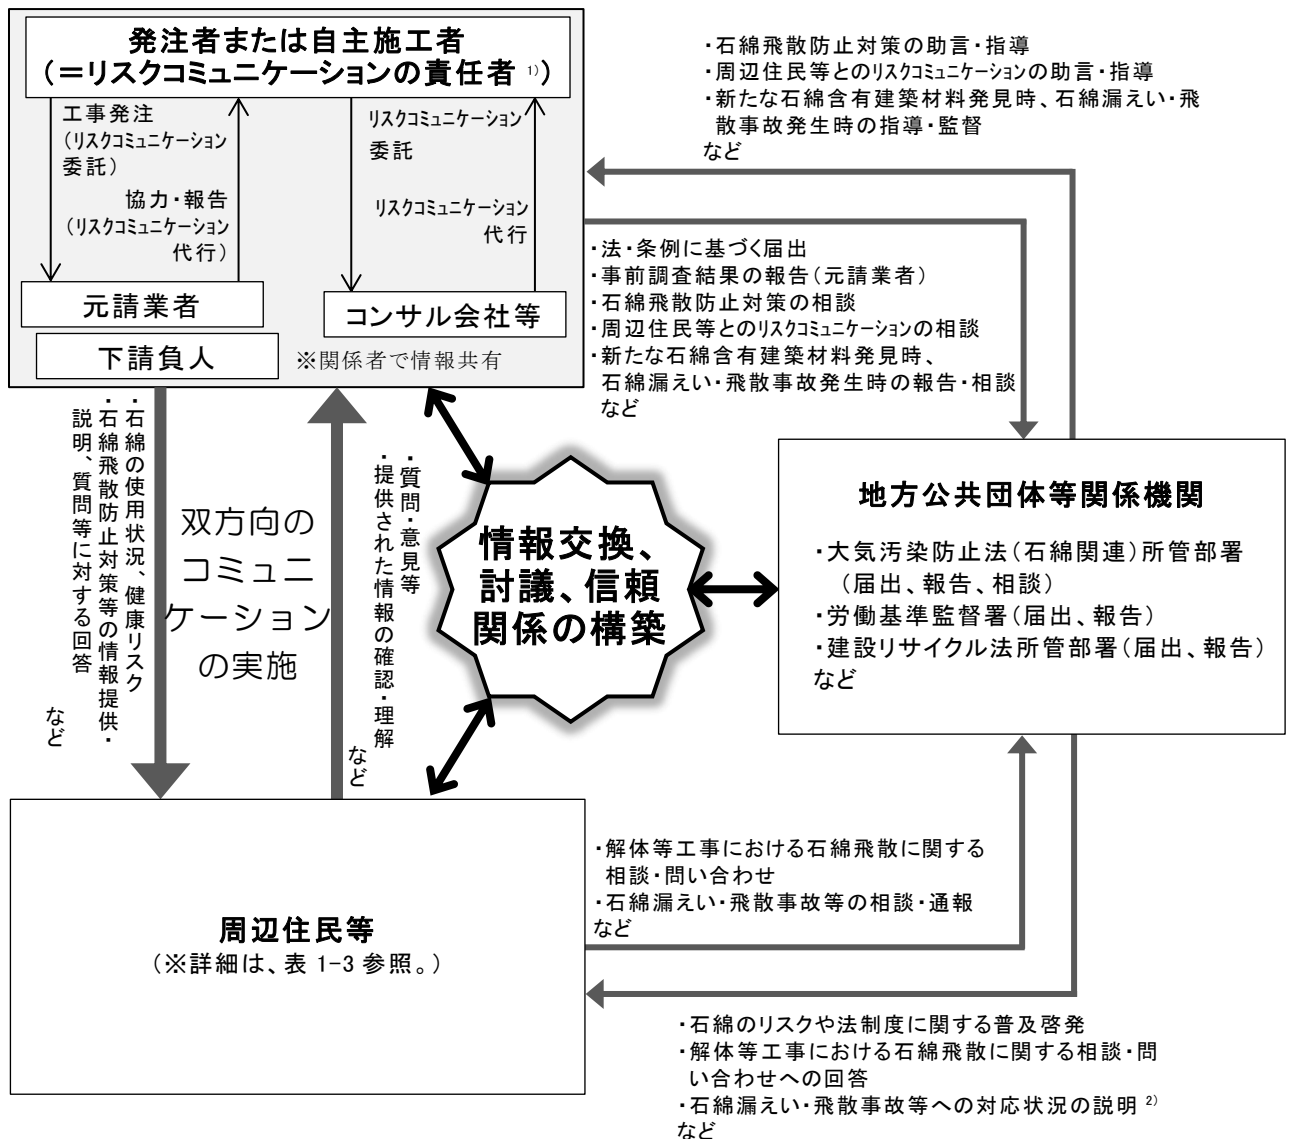 発注者または自主施工者
(=リスクコミュニケーションの責任者 1))
工事発注
(リスクコミュニケーション
委託)
協力・報告
(リスクコミュニケーション
代行)
リスクコミュニケーション
委託
リスクコミュニケーション
代行
元請業者
下請負人
コンサル会社等
※関係者で情報共有
・石綿飛散防止対策の助言・指導
・周辺住民等とのリスクコミュニケーションの助言・指導
・新たな石綿含有建築材料発見時、石綿漏えい・飛
散事故発生時の指導・監督
など
・法・条例に基づく届出
・事前調査結果の報告(元請業者)
・石綿飛散防止対策の相談
・周辺住民等とのリスクコミュニケーションの相談
・新たな石綿含有建築材料発見時、
石綿漏えい・飛散事故発生時の報告・相談
など
・石綿の使用状況、健康リスク
・石綿飛散防止対策等の情報提供・
説明、質問等に対する回答
など
双方向の
コミュニ
ケーション
の実施
・質問・意見等
・提供された情報の確認・理解
など
情報交換、
討議、信頼
関係の構築
地方公共団体等関係機関
・大気汚染防止法(石綿関連)所管部署
(届出、報告、相談)
・労働基準監督署(届出、報告)
・建設リサイクル法所管部署(届出、報告)
など
周辺住民等
(※詳細は、表 1-3 参照。)
・解体等工事における石綿飛散に関する
相談・問い合わせ
・石綿漏えい・飛散事故等の相談・通報
など
・石綿のリスクや法制度に関する普及啓発
・解体等工事における石綿飛散に関する相談・問
い合わせへの回答
・石綿漏えい・飛散事故等への対応状況の説明 2)
など